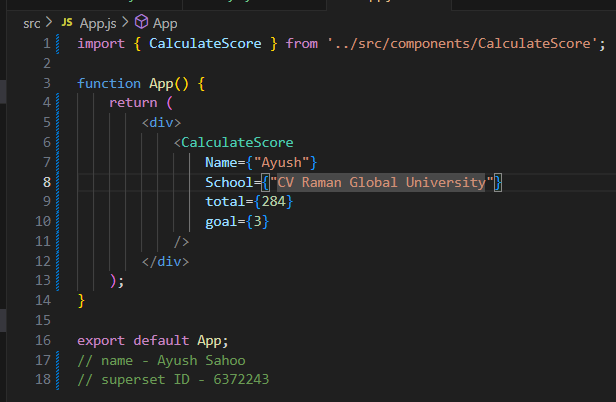 src > JS App.js > App
1 import { CalculateScore } from '../src/components/CalculateScore';
2
3 function App() {
4 return (
5 <div>
6 <CalculateScore
7 Name={"Ayush"}
8 School={"CV Raman Global University"}
9 total={284}
10 goal={3}
11 />
12 </div>
13 );
14 }
15
16 export default App;
17 // name - Ayush Sahoo
18 // superset ID - 6372243